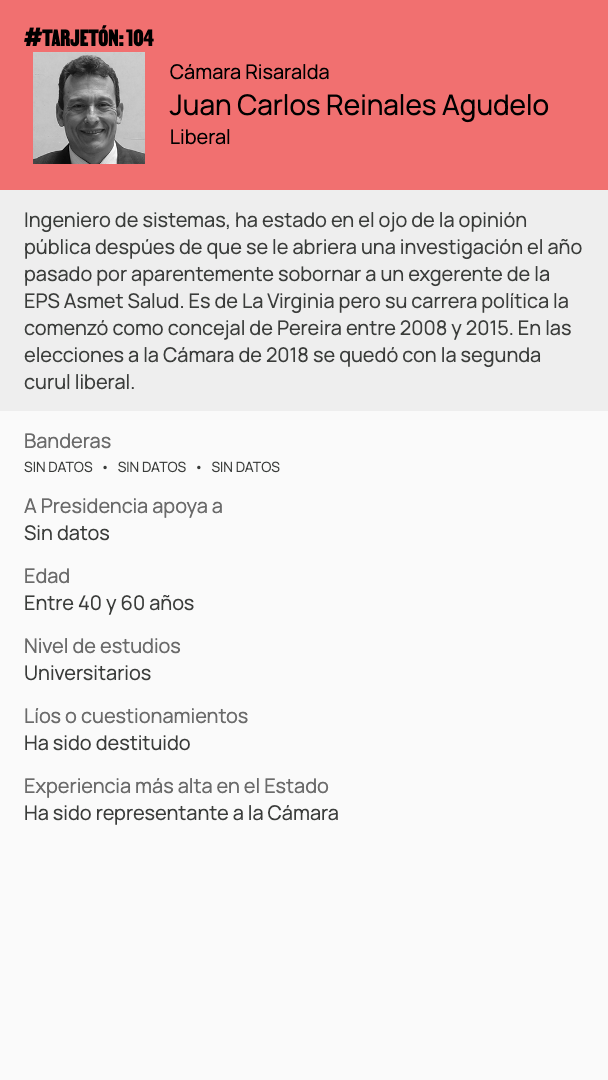 #TARJETÓN: 104
Cámara Risaralda
Juan Carlos Reinales Agudelo
Liberal
Ingeniero de sistemas, ha estado en el ojo de la opinión
pública despúes de que se le abriera una investigación el año
pasado por aparentemente sobornar a un exgerente de la
EPS Asmet Salud. Es de La Virginia pero su carrera política la
comenzó como concejal de Pereira entre 2008 y 2015. En las
elecciones a la Cámara de 2018 se quedó con la segunda
curul liberal.
Banderas
SIN DATOS • SIN DATOS • SIN DATOS
A Presidencia apoya a
Sin datos
Edad
Entre 40 y 60 años
Nivel de estudios
Universitarios
Líos o cuestionamientos
Ha sido destituido
Experiencia más alta en el Estado
Ha sido representante a la Cámara